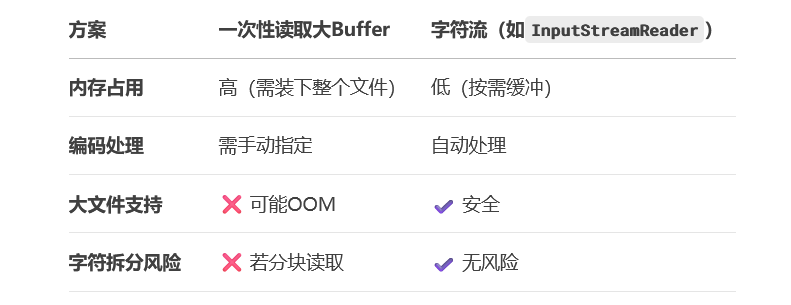 方案 一次性读取大Buffer 字符流（如 InputStreamReader ）
内存占用 高（需装下整个文件） 低（按需缓冲）
编码处理 需手动指定 自动处理
大文件支持 ❌ 可能OOM ✔ 安全
字符拆分风险 ❌ 若分块读取 ✔ 无风险